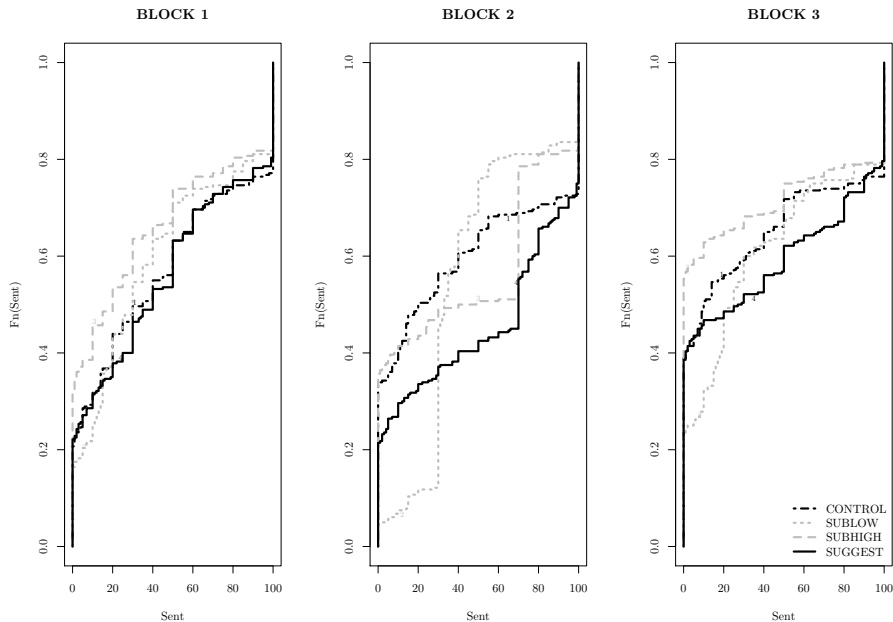 BLOCK 1
BLOCK 2
BLOCK 3
Fn(Sent)
0.0 0.2 0.4 0.6 0.8 1.0
0 20 40 60 80 100
Sent
Fn(Sent)
0.0 0.2 0.4 0.6 0.8 1.0
0 20 40 60 80 100
Sent
Fn(Sent)
0.0 0.2 0.4 0.6 0.8 1.0
0 20 40 60 80 100
Sent
CONTROL
SUBLOW
SUBHIGH
SUGGEST